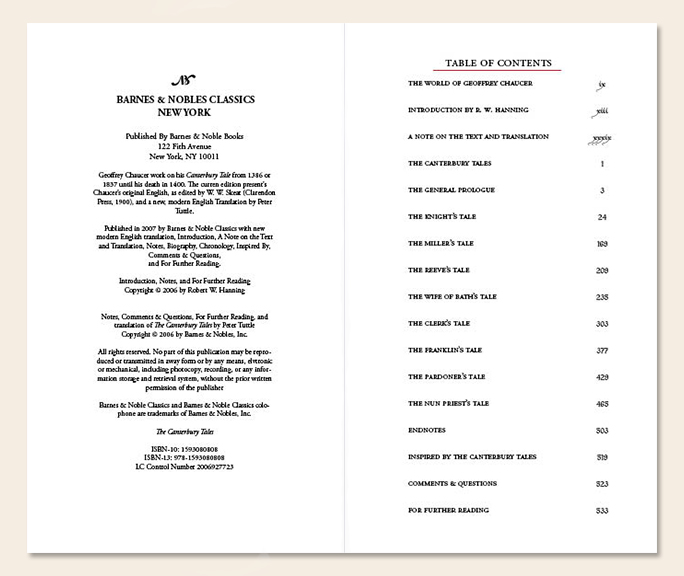 BARNES & NOBLES CLASSICS
NEW YORK
Published By Barnes & Noble Books
122 Fith Avenue
New York, NY 10011
Geoffrey Chaucer work on his Canterbury Tale from 1386 or
1837 until his death in 1400. The curren edition present's
Chaucer's original English, as edited by W. W. Skeat (Clarendon
Press, 1900), and a new, modern English Translation by Peter
Tuttle.
Published in 2007 by Barnes & Noble Classics with new
modern English translation, Introduction, A Note on the Text
and Translation, Notes, Biography, Chronology, Inspired By,
Comments & Questions,
and For Further Reading.
Introduction, Notes, and For Further Reading
Copyright © 2006 by Robert W. Hanning
Notes, Comments & Questions, For Further Reading, and
translation of The Canterbury Tales by Peter Tuttle
Copyright © 2006 by Barnes & Noble, Inc.
All rights reserved. No part of this publication may be repro-
duced or transmitted in away form or by any means, elvtronic
or mechanical, including photocopy, recording, or any infor-
mation storage and retrieval system, without the prior written
permission of the publisher
Barnes & Noble Classics and Barnes & Noble Classics colo-
phone are trademarks of Barnes & Nobles, Inc.
The Canterbury Tales
ISBN-10: 1593080808
ISBN-13: 978-1593080808
LC Control Number 2006927723
TABLE OF CONTENTS
THE WORLD OF GEOFFREY CHAUCER ix
INTRODUCTION BY R. W. HANNING xiii
A NOTE ON THE TEXT AND TRANSLATION xxxix
THE CANTERBURY TALES 1
THE GENERAL PROLOGUE 3
THE KNIGHT'S TALE 24
THE MILLER'S TALE 169
THE REEVE'S TALE 209
THE WIFE OF BATH'S TALE 235
THE CLERK'S TALE 303
THE FRANKLIN'S TALE 377
THE PARDONER'S TALE 429
THE NUN PRIEST'S TALE 465
ENDNOTES 503
INSPIRED BY THE CANTERBURY TALES 519
COMMENTS & QUESTIONS 523
FOR FURTHER READING 533